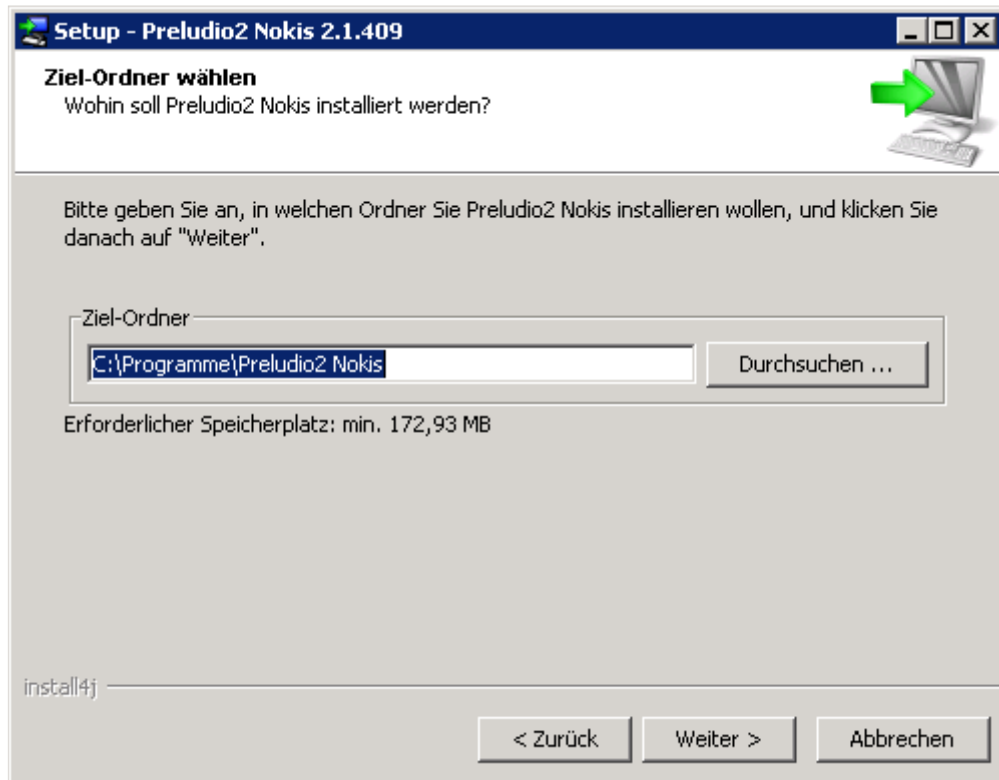 Setup - Preludio2 Nokis 2.1.409
Ziel-Ordner wählen
Wohin soll Preludio2 Nokis installiert werden?
Bitte geben Sie an, in welchen Ordner Sie Preludio2 Nokis installieren wollen, und klicken Sie
danach auf "Weiter".
Ziel-Ordner
C:\Programme\Preludio2 Nokis
Durchsuchen ...
Erforderlicher Speicherplatz: min. 172,93 MB
install4j
< Zurück
Weiter >
Abbrechen